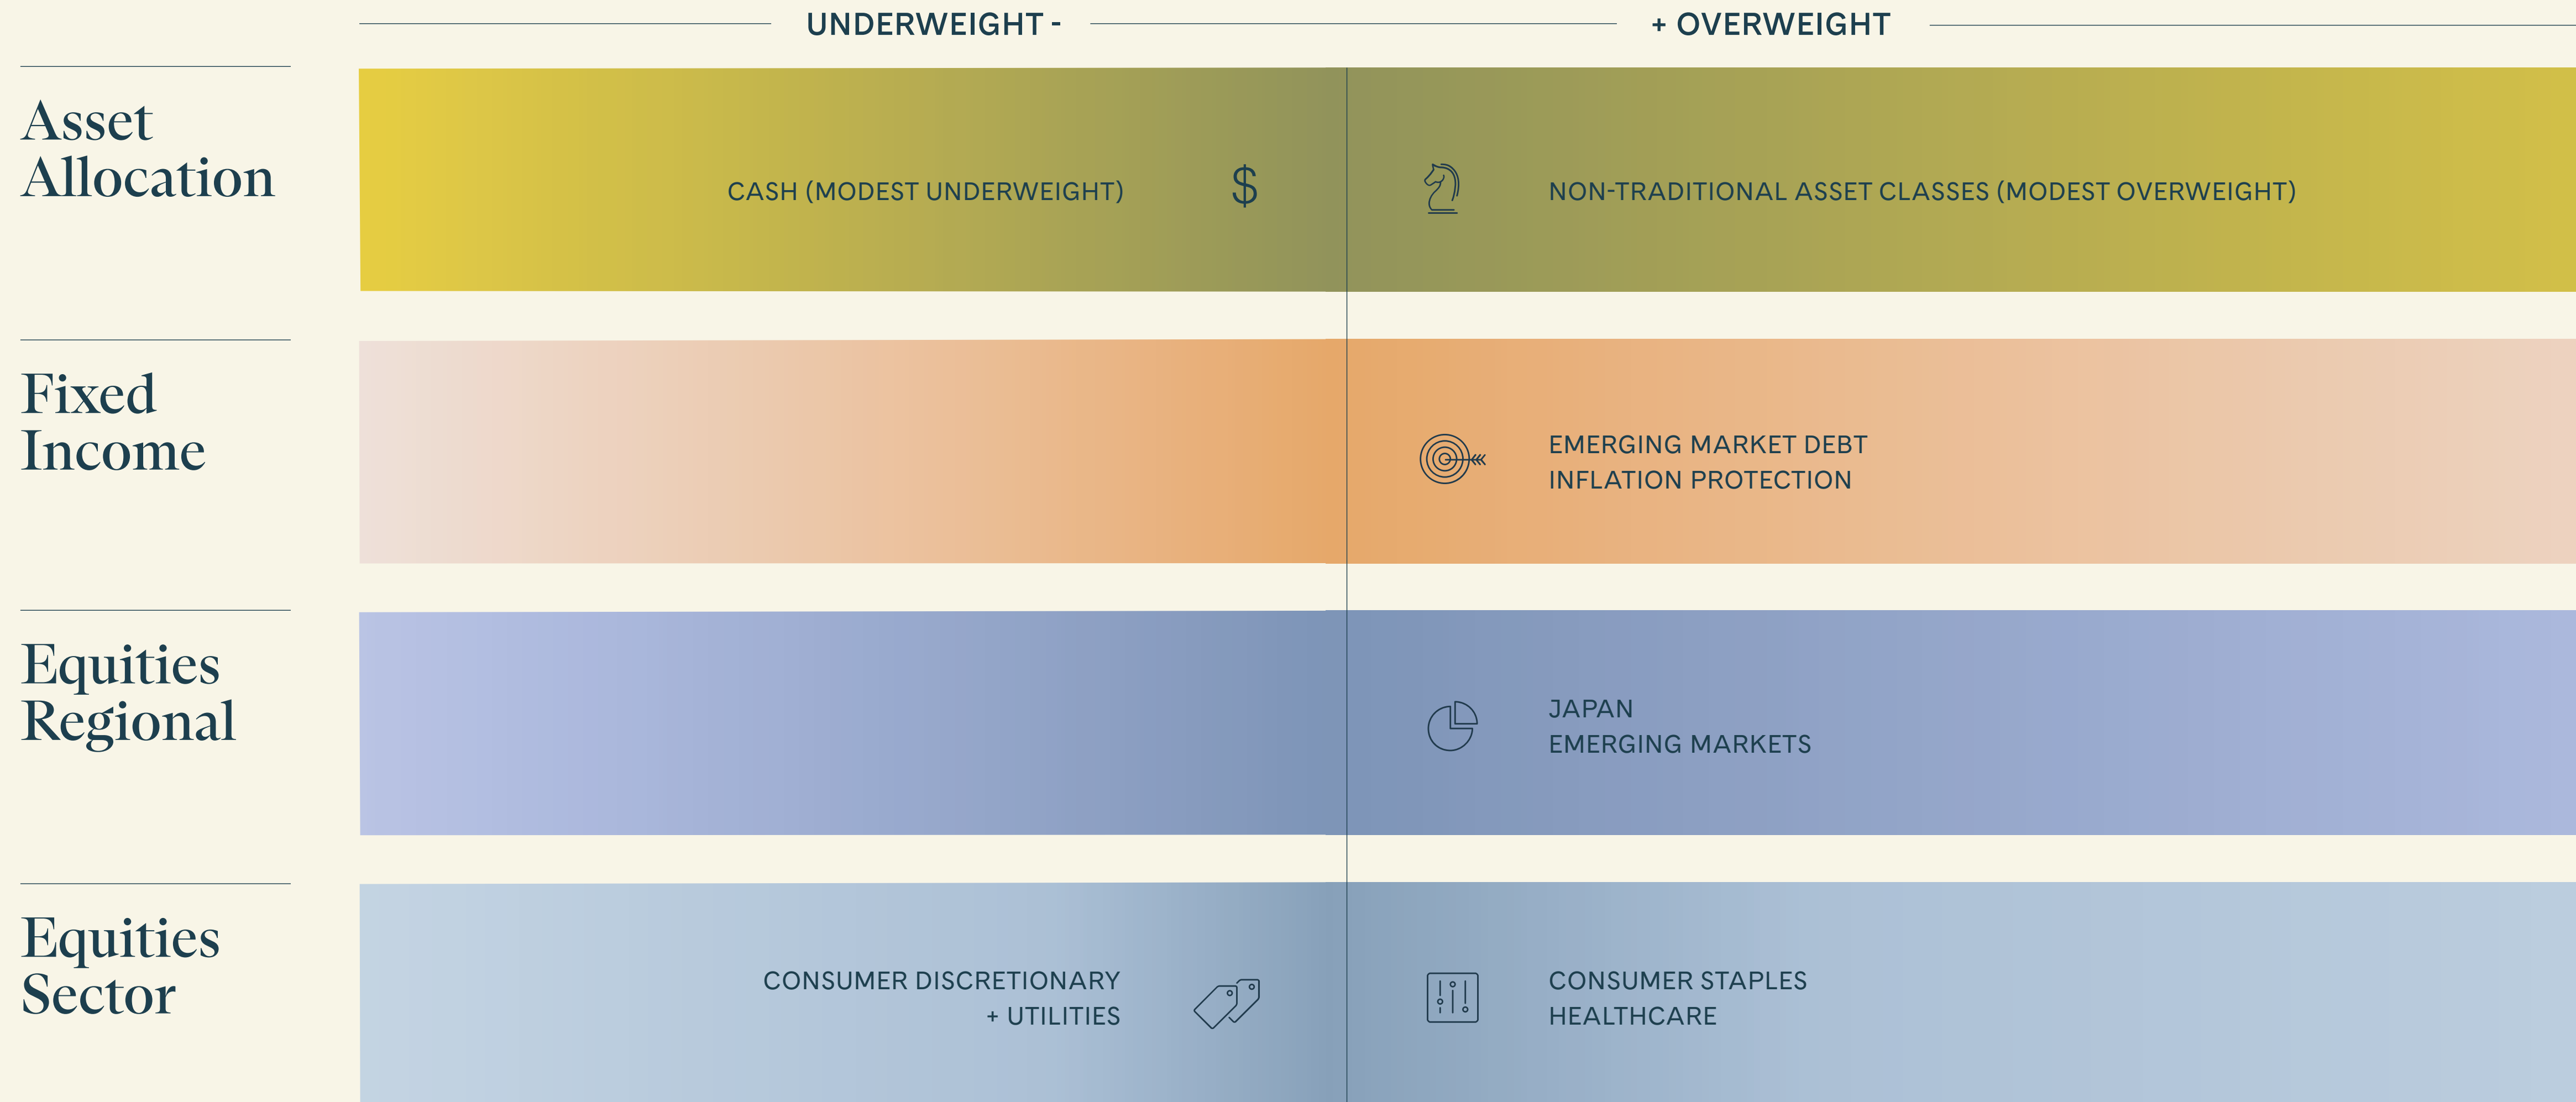 UNDERWEIGHT -
+ OVERWEIGHT
Asset
Allocation
CASH (MODEST UNDERWEIGHT)
$
NON-TRADITIONAL ASSET CLASSES (MODEST OVERWEIGHT)
Fixed
Income
EMERGING MARKET DEBT
INFLATION PROTECTION
Equities
Regional
JAPAN
EMERGING MARKETS
Equities
Sector
CONSUMER DISCRETIONARY
+ UTILITIES
CONSUMER STAPLES
HEALTHCARE